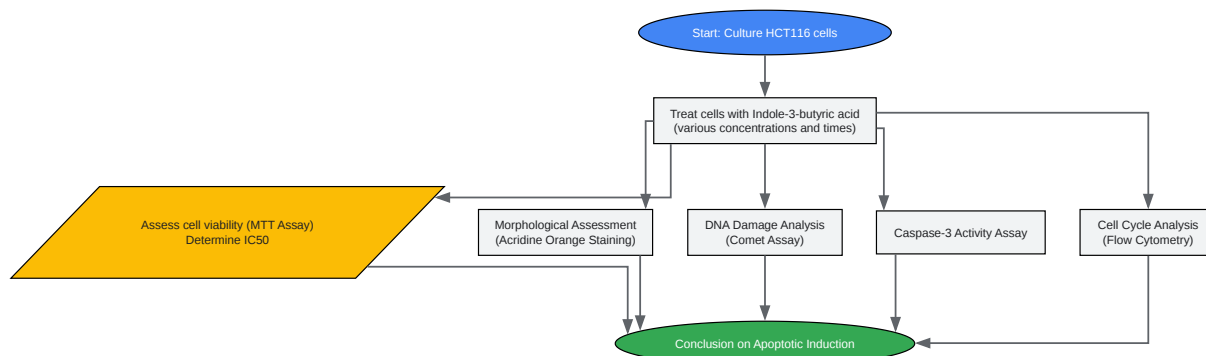 Start: Culture HCT116 cells
Treat cells with Indole-3-butyric acid
(various concentrations and times)
Assess cell viability (MTT Assay)
Determine IC50
Morphological Assessment
(Acridine Orange Staining)
DNA Damage Analysis
(Comet Assay)
Caspase-3 Activity Assay
Cell Cycle Analysis
(Flow Cytometry)
Conclusion on Apoptotic Induction